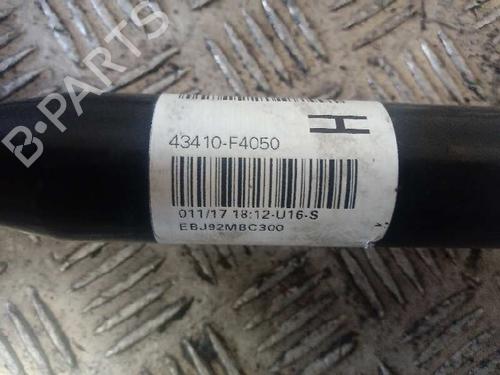 B-PARTS
H
43410-F4050
011/17 18:12-U16-S
EBJ92MBC300